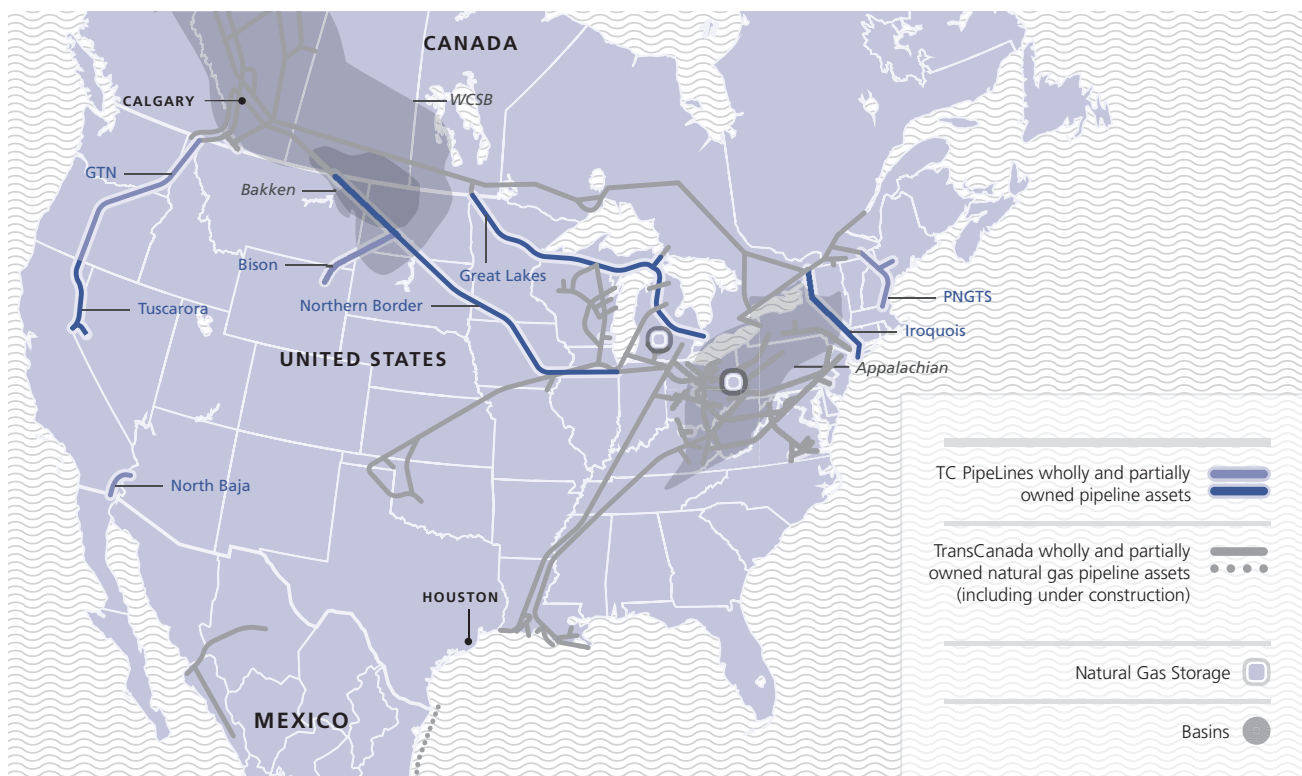 CANADA
CALGARY
WCSB
GTN
Bakken
Bison
Great Lakes
Tuscarora
Northern Border
PNGTS
Iroquois
UNITED STATES
Appalachian
North Baja
HOUSTON
MEXICO
TC PipeLines wholly and partially
owned pipeline assets
TransCanada wholly and partially
owned natural gas pipeline assets
(including under construction)
Natural Gas Storage
Basins